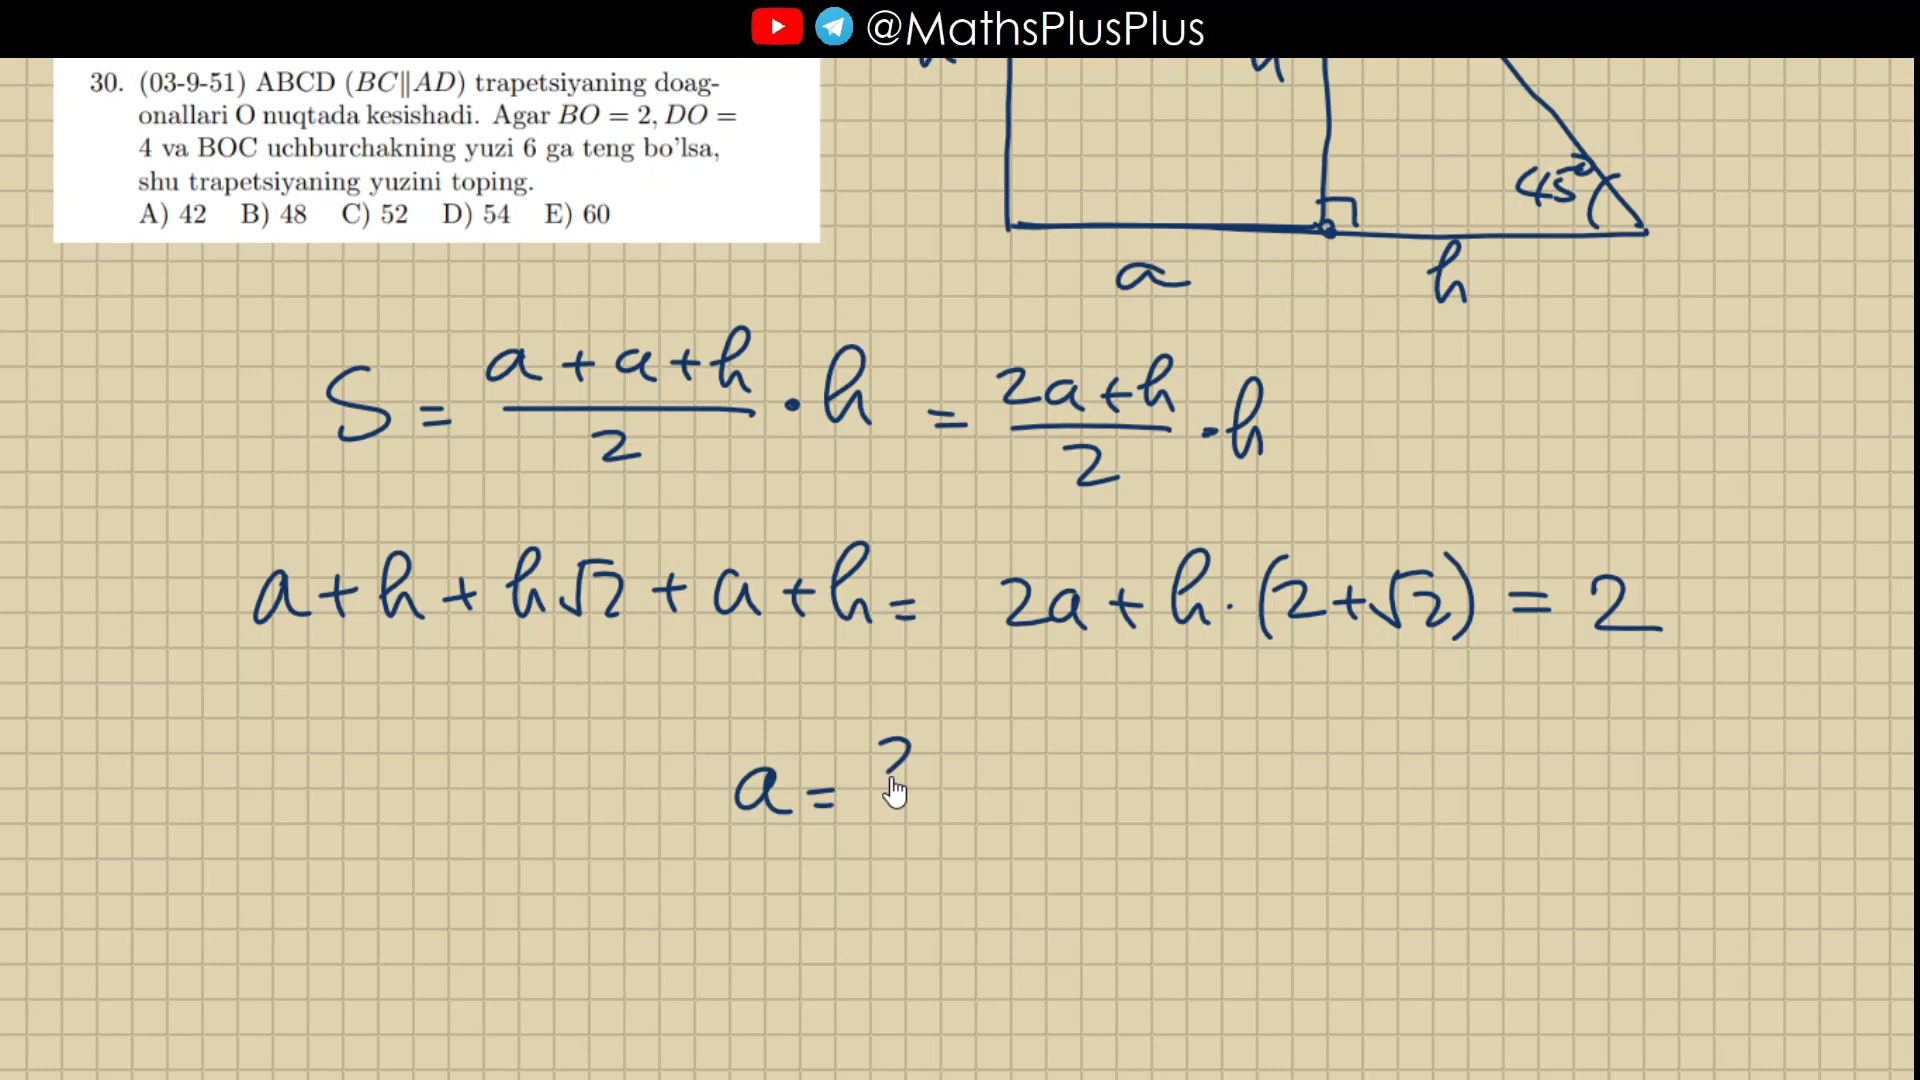 @MathsPlusPlus
30. (03-9-51) ABCD (BC∥AD) trapetsiyaning doag-
onallari O nuqtada kesishadi. Agar BO = 2, DO =
4 va BOC uchburchakning yuzi 6 ga teng bo'lsa,
shu trapetsiyaning yuzini toping.
A) 42 B) 48 C) 52 D) 54 E) 60
45°
a h
S = (a + a + h)/2 · h = (2a + h)/2 · h
a + h + h√2 + a + h = 2a + h · (2 + √2) = 2
a = ?